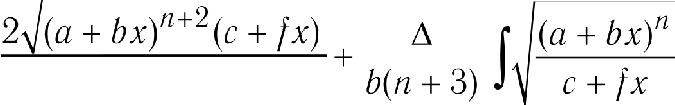 2√(a + bx)^{n+2}(c + fx) + Δ/b(n + 3) ∫ √(a + bx)^n/c + fx